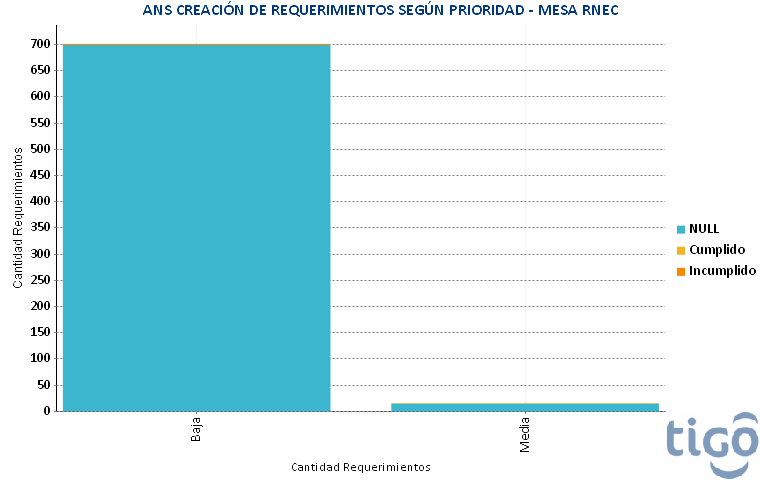 ANS CREACIÓN DE REQUERIMIENTOS SEGÚN PRIORIDAD - MESA RNEC
Cantidad Requerimientos
700
650
600
550
500
450
400
350
300
250
200
150
100
50
0
Baja
Media
Cantidad Requerimientos
NULL
Cumplido
Incumplido
tigo